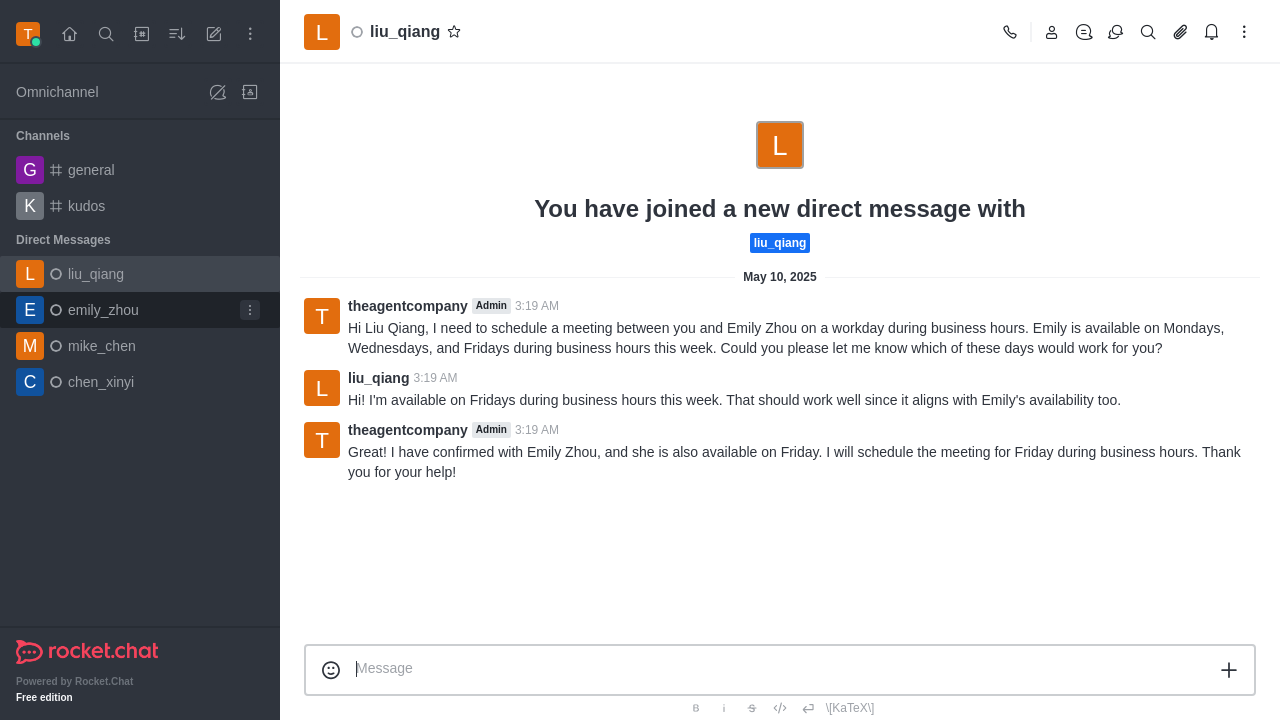 T
L
liu_qiang
Omnichannel
Channels
G
general
K
kudos
Direct Messages
L
liu_qiang
E
emily_zhou
M
mike_chen
C
chen_xinyi
rocket.chat
Powered by Rocket.Chat
Free edition
L
You have joined a new direct message with
liu_qiang
May 10, 2025
T
theagentcompany Admin 3:19 AM
Hi Liu Qiang, I need to schedule a meeting between you and Emily Zhou on a workday during business hours. Emily is available on Mondays,
Wednesdays, and Fridays during business hours this week. Could you please let me know which of these days would work for you?
L
liu_qiang 3:19 AM
Hi! I'm available on Fridays during business hours this week. That should work well since it aligns with Emily's availability too.
T
theagentcompany Admin 3:19 AM
Great! I have confirmed with Emily Zhou, and she is also available on Friday. I will schedule the meeting for Friday during business hours. Thank
you for your help!
Message
B i S </> \[KaTeX\]